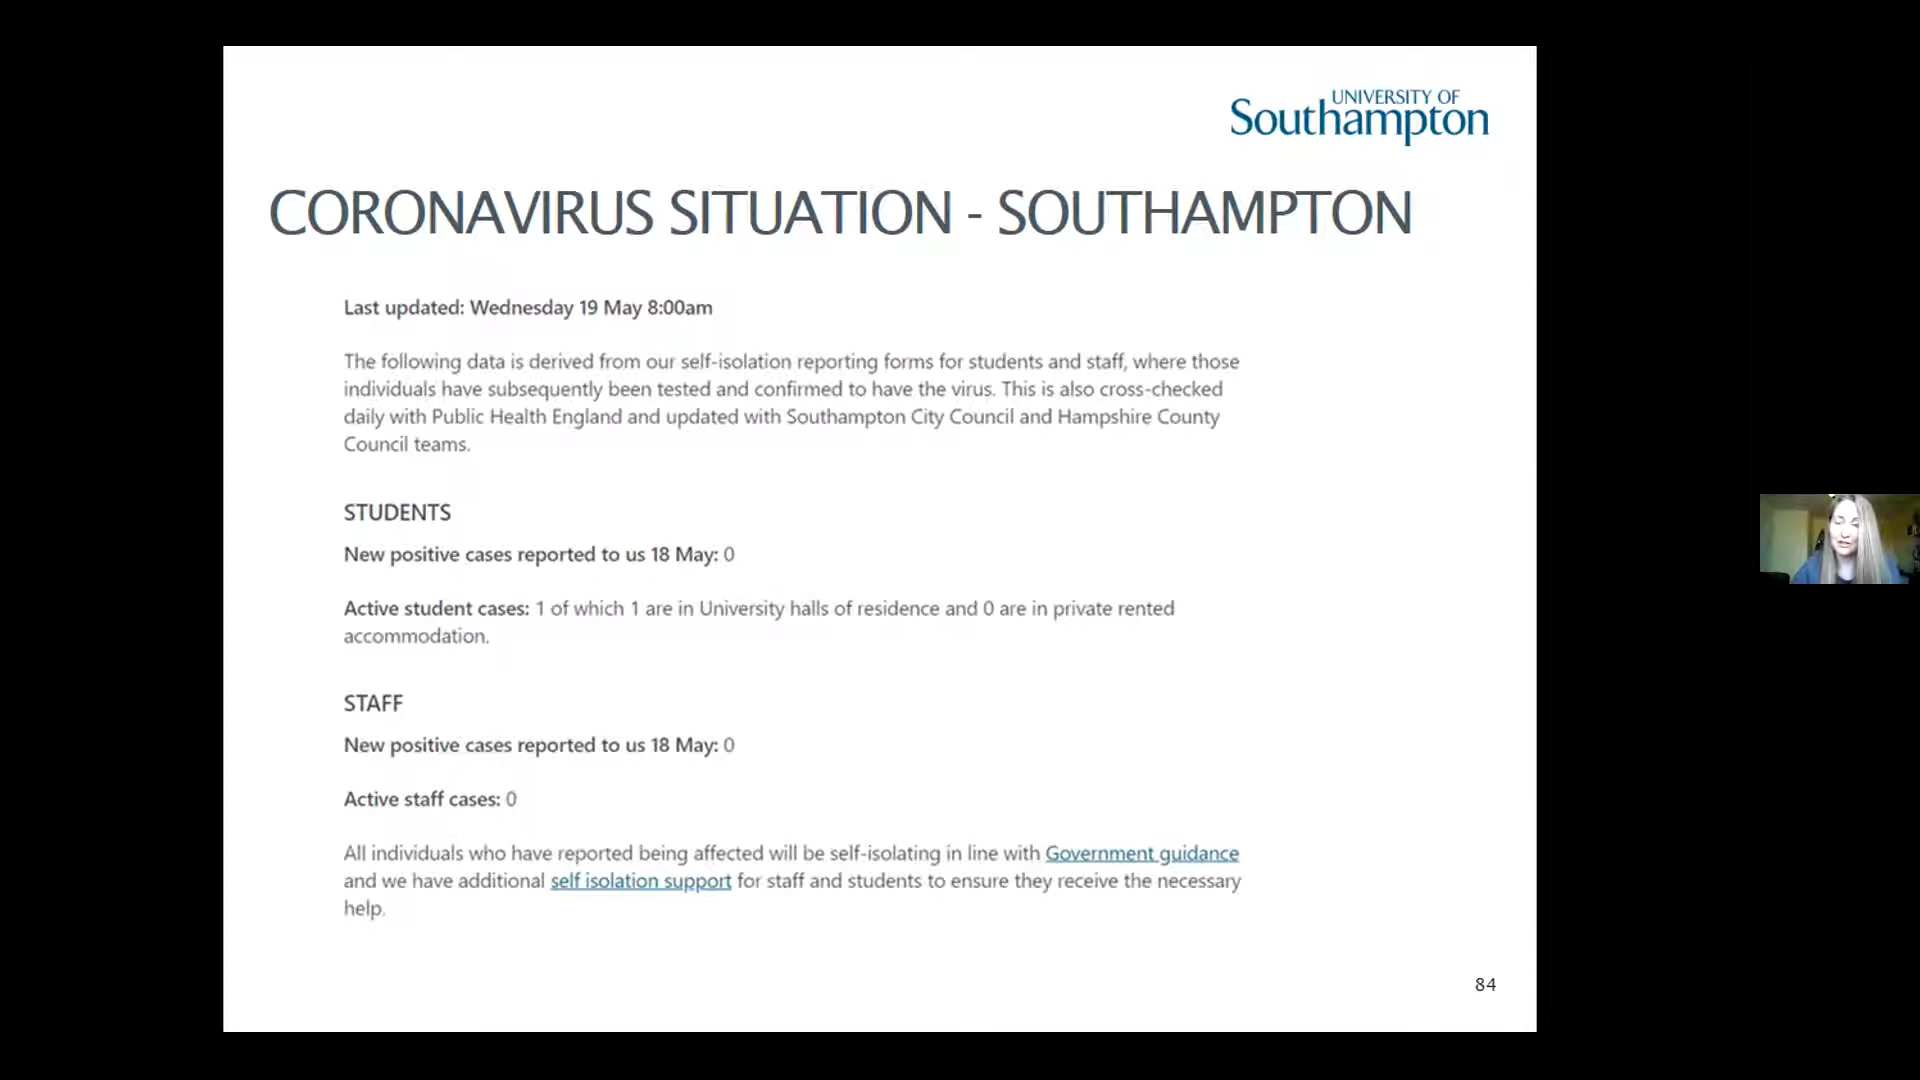 UNIVERSITY OF
Southampton
CORONAVIRUS SITUATION - SOUTHAMPTON
Last updated: Wednesday 19 May 8:00am
The following data is derived from our self-isolation reporting forms for students and staff, where those
individuals have subsequently been tested and confirmed to have the virus. This is also cross-checked
daily with Public Health England and updated with Southampton City Council and Hampshire County
Council teams.
STUDENTS
New positive cases reported to us 18 May: 0
Active student cases: 1 of which 1 are in University halls of residence and 0 are in private rented
accommodation.
STAFF
New positive cases reported to us 18 May: 0
Active staff cases: 0
All individuals who have reported being affected will be self-isolating in line with Government guidance
and we have additional self isolation support for staff and students to ensure they receive the necessary
help.
84